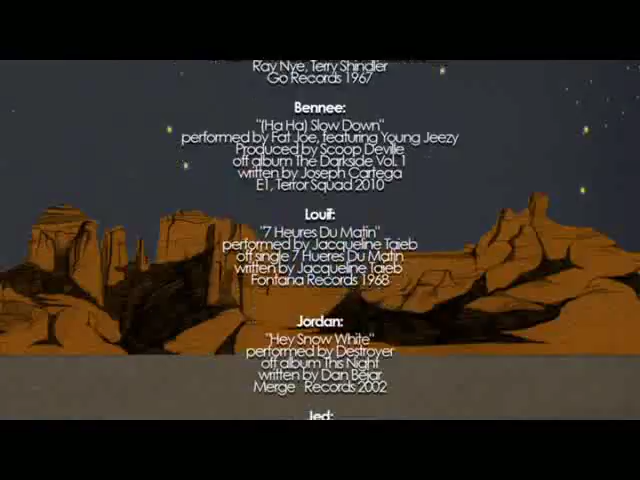 Ray Nye, Terry Shindler
Go Records 1967
Bennee:
"(Ha Ha) Slow Down"
performed by Fat Joe, featuring Young Jeezy
Produced by Scoop Deville
off album The Darkside Vol. 1
written by Joseph Cartega
E1, Terror Squad 2010
Louif:
"7 Heures Du Matin"
performed by Jacqueline Taieb
off single 7 Hueres Du Matin
written by Jacqueline Taieb
Fontana Records 1968
Jordan:
"Hey Snow White"
performed by Destroyer
off album This Night
written by Dan Bejar
Merge Records 2002
Jed: